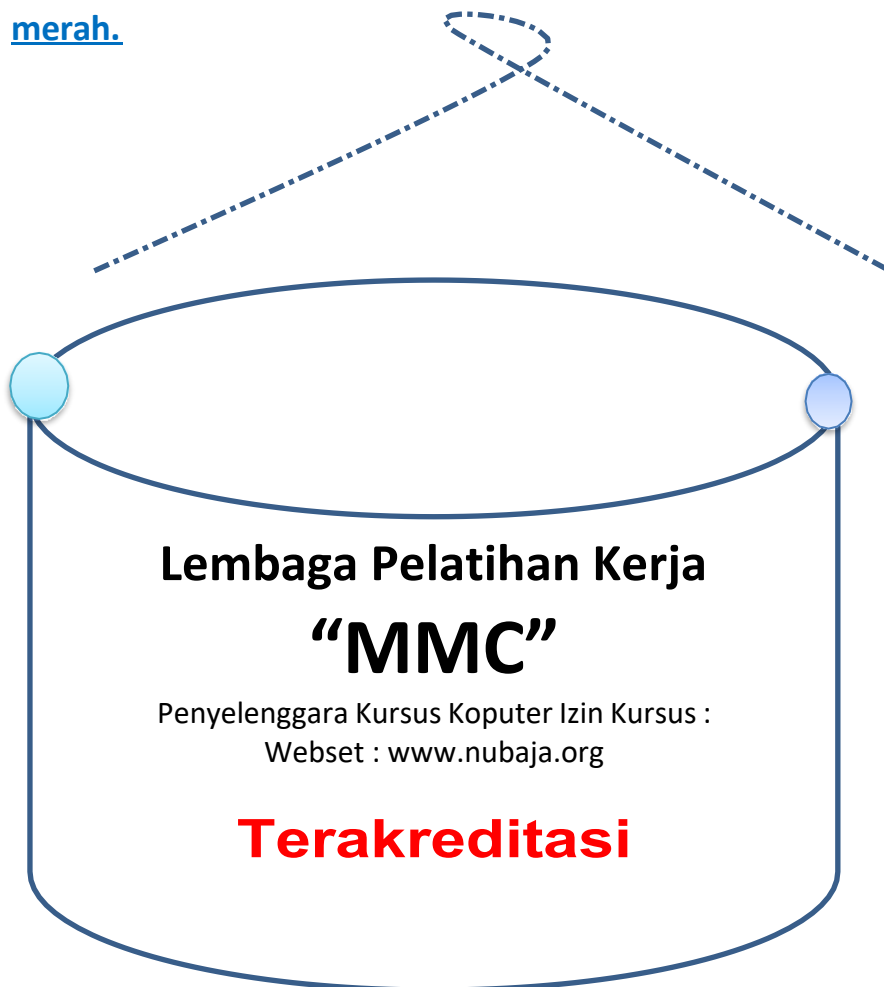 merah.
Lembaga Pelatihan Kerja
“MMC”
Penyelenggara Kursus Koputer Izin Kursus :
Webset : www.nubaja.org
Terakreditasi